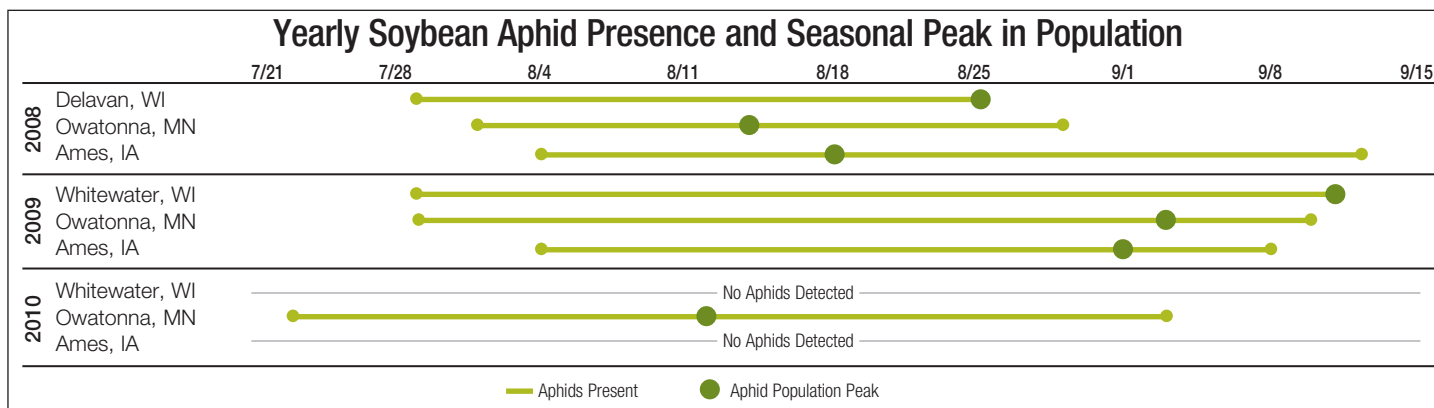 Yearly Soybean Aphid Presence and Seasonal Peak in Population
7/21 7/28 8/4 8/11 8/18 8/25 9/1 9/8 9/15
2008
Delavan, WI
Owatonna, MN
Ames, IA
2009
Whitewater, WI
Owatonna, MN
Ames, IA
2010
Whitewater, WI No Aphids Detected
Owatonna, MN
Ames, IA No Aphids Detected
Aphids Present Aphid Population Peak